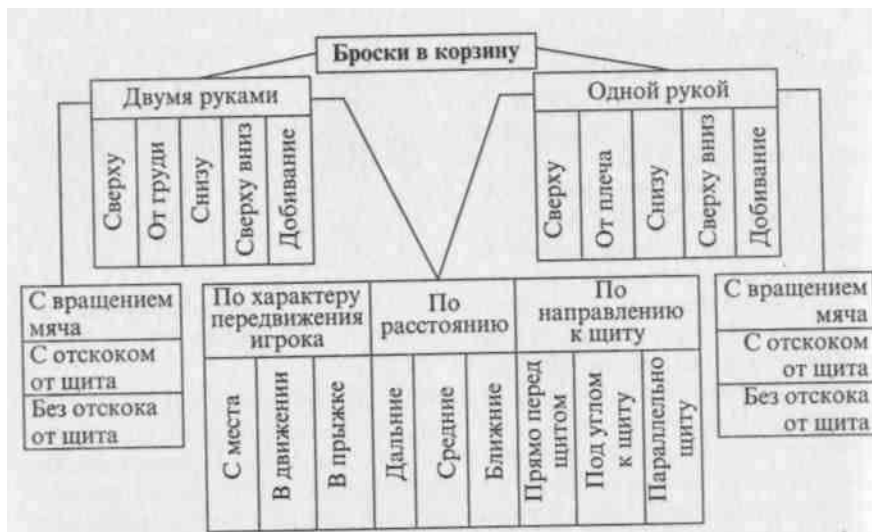 Броски в корзину
Двумя руками
Сверху
От груди
Снизу
Сверху вниз
Добивание
Одной рукой
Сверху
От плеча
Снизу
Сверху вниз
Добивание
С вращением
мяча
С отскоком
от щита
Без отскока
от щита
По характеру
передвижения
игрока
С места
В движении
В прыжке
По
расстоянию
Дальние
Средние
Ближние
По
направлению
к щиту
Прямо перед
щитом
Под углом
к щиту
Параллельно
щиту
С вращением
мяча
С отскоком
от щита
Без отскока
от щита